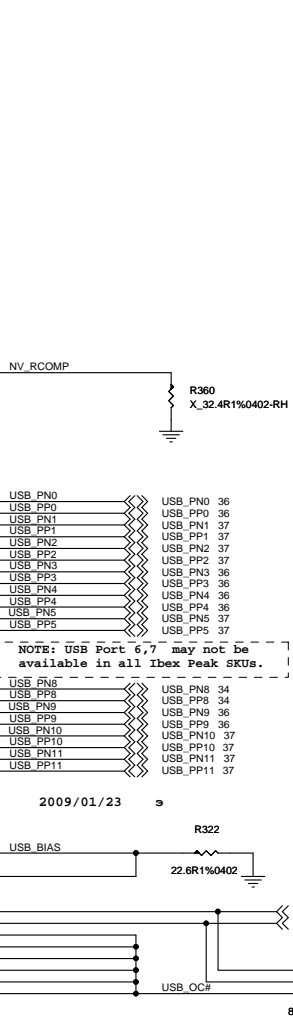 NV_RCOMP
R360
X_32.4R1%0402-RH
USB_PN0 USB_PN0 36
USB_PP0 USB_PP0 36
USB_PN1 USB_PN1 37
USB_PP1 USB_PP1 37
USB_PN2 USB_PN2 37
USB_PP2 USB_PP2 37
USB_PN3 USB_PN3 36
USB_PP3 USB_PP3 36
USB_PN4 USB_PN4 36
USB_PP4 USB_PP4 36
USB_PN5 USB_PN5 37
USB_PP5 USB_PP5 37
NOTE: USB Port 6,7 may not be
available in all Ibex Peak SKUs.
USB_PN8 USB_PN8 34
USB_PP8 USB_PP8 34
USB_PN9 USB_PN9 36
USB_PP9 USB_PP9 36
USB_PN10 USB_PN10 37
USB_PP10 USB_PP10 37
USB_PN11 USB_PN11 37
USB_PP11 USB_PP11 37
2009/01/23 э
R322
USB_BIAS
22.6R1%0402
USB_OC#
8